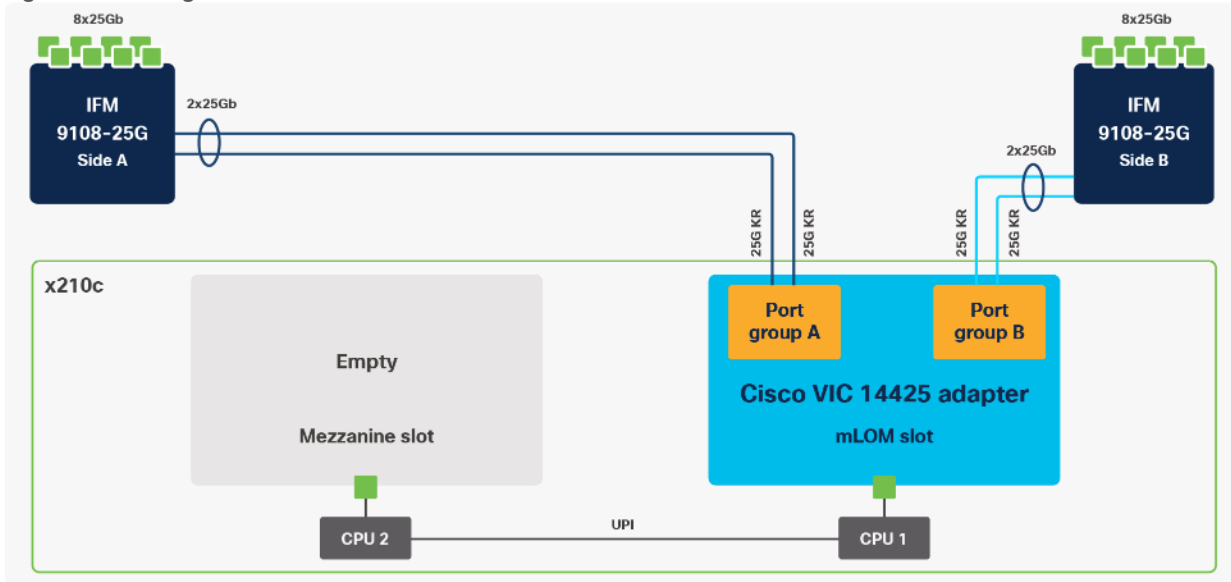 8x25Gb
8x25Gb
IFM
9108-25G
Side A
2x25Gb
IFM
9108-25G
Side B
2x25Gb
25G KR
25G KR
25G KR
25G KR
x210c
Port
group A
Port
group B
Empty
Cisco VIC 14425 adapter
Mezzanine slot
mLOM slot
UPI
CPU 2
CPU 1